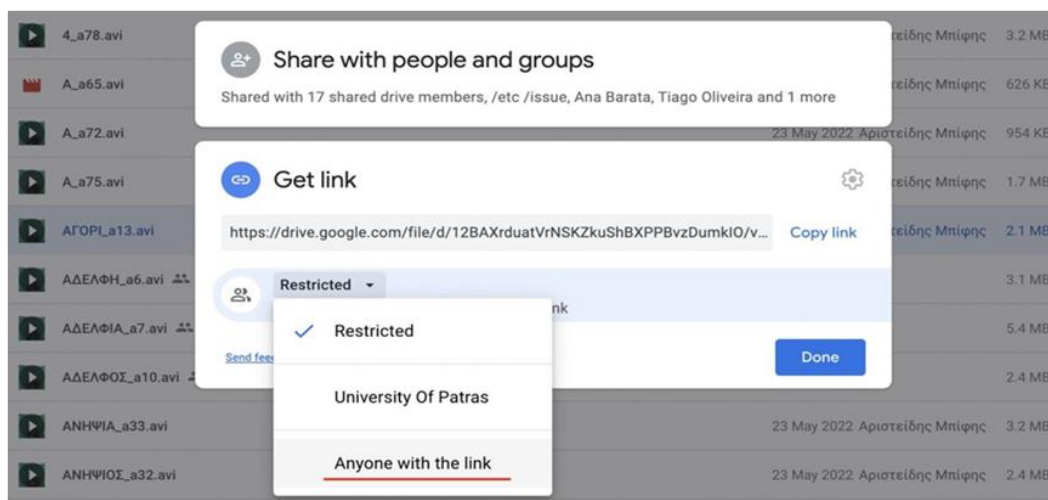 4_a78.avi
τείδης Μπίφης 3.2 MB
Share with people and groups
A_a65.avi
τείδης Μπίφης 626 KB
Shared with 17 shared drive members, /etc /issue, Ana Barata, Tiago Oliveira and 1 more
A_a72.avi
23 May 2022 Αριστείδης Μπίφης 954 KB
A_a75.avi
Get link
τείδης Μπίφης 1.7 MB
ΑΓΟΡΙ_a13.avi
https://drive.google.com/file/d/12BAXrduatVrNSKZkuShBXPPBvzDumkIO/v...
Copy link
τείδης Μπίφης 2.1 MB
ΑΔΕΛΦΗ_a6.avi
Restricted
3.1 MB
nk
ΑΔΕΛΦΙΑ_a7.avi
Restricted
5.4 MB
Send fee
Done
ΑΔΕΛΦΟΣ_a10.avi
2.4 MB
University Of Patras
ΑΝΗΨΙΑ_a33.avi
23 May 2022 Αριστείδης Μπίφης 3.2 MB
Anyone with the link
ΑΝΗΨΙΟΣ_a32.avi
23 May 2022 Αριστείδης Μπίφης 2.4 MB